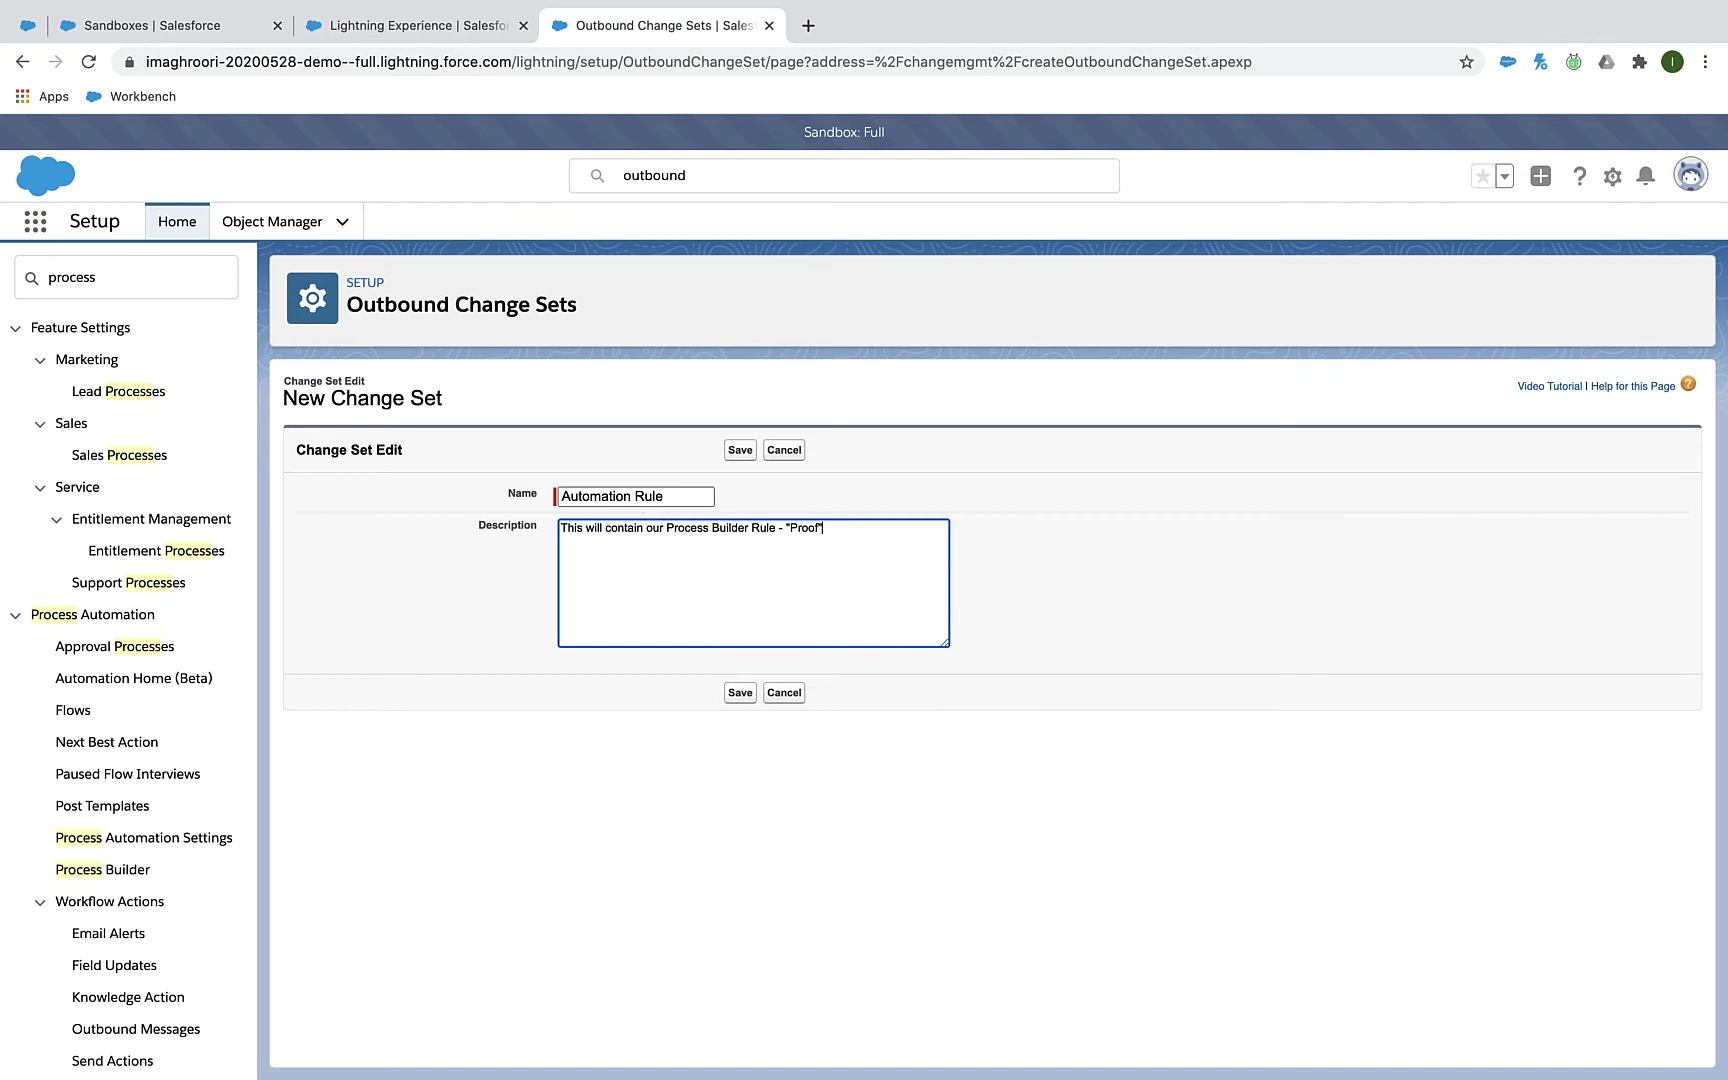 Sandboxes | Salesforce
Lightning Experience | Salesfo
Outbound Change Sets | Sales
imaghroori-20200528-demo--full.lightning.force.com/lightning/setup/OutboundChangeSet/page?address=%2Fchangemgmt%2FcreateOutboundChangeSet.apexp
I
Apps
Workbench
Sandbox: Full
outbound
Setup
Home
Object Manager
process
Feature Settings
Marketing
Lead Processes
Sales
Sales Processes
Service
Entitlement Management
Entitlement Processes
Support Processes
Process Automation
Approval Processes
Automation Home (Beta)
Flows
Next Best Action
Paused Flow Interviews
Post Templates
Process Automation Settings
Process Builder
Workflow Actions
Email Alerts
Field Updates
Knowledge Action
Outbound Messages
Send Actions
SETUP
Outbound Change Sets
Change Set Edit
New Change Set
Video Tutorial | Help for this Page ?
Change Set Edit
Save Cancel
Name Automation Rule
Description This will contain our Process Builder Rule - "Proof"
Save Cancel